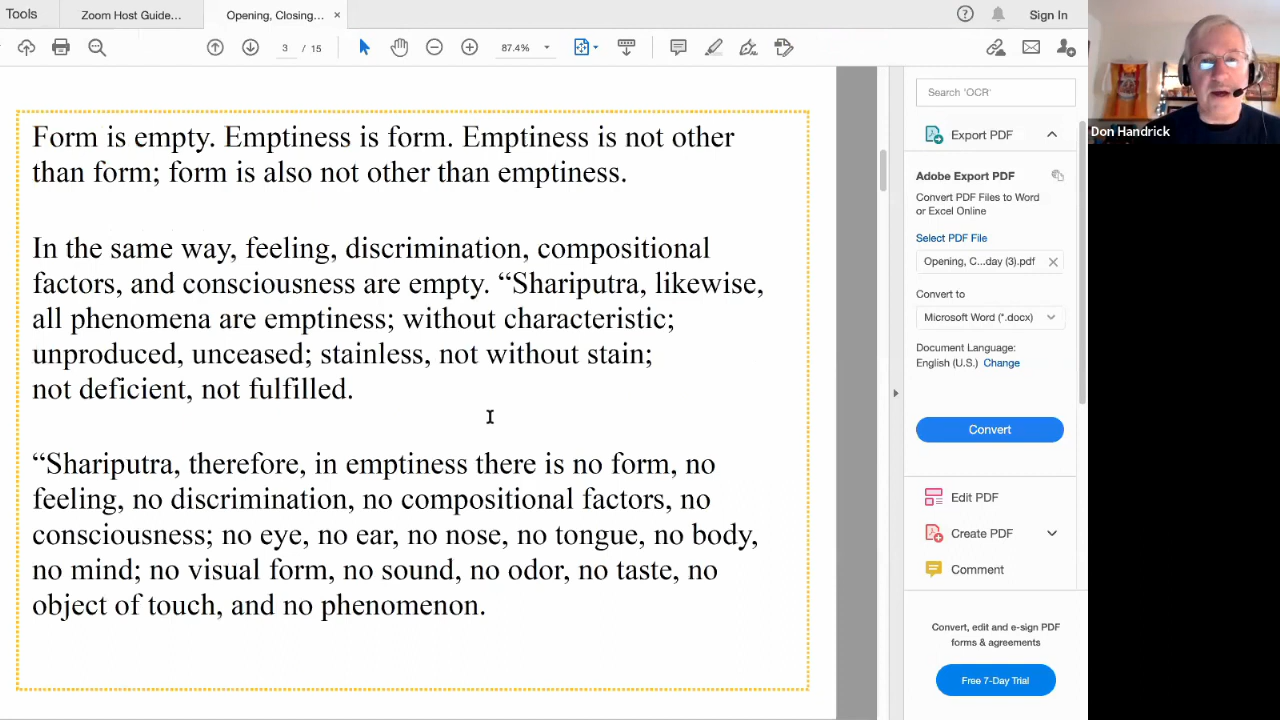 Tools
Zoom Host Guide...
Opening, Closing... ×
Sign In
3 / 15
87.4%
Form is empty. Emptiness is form. Emptiness is not other
than form; form is also not other than emptiness.
In the same way, feeling, discrimination, compositional
factors, and consciousness are empty. “Shariputra, likewise,
all phenomena are emptiness; without characteristic;
unproduced, unceased; stainless, not without stain;
not deficient, not fulfilled.
“Shariputra, therefore, in emptiness there is no form, no
feeling, no discrimination, no compositional factors, no
consciousness; no eye, no ear, no nose, no tongue, no body,
no mind; no visual form, no sound, no odor, no taste, no
object of touch, and no phenomenon.
Search 'OCR'
Export PDF
Adobe Export PDF
Convert PDF Files to Word
or Excel Online
Select PDF File
Opening, C...day (3).pdf
Convert to
Microsoft Word (*.docx)
Document Language:
English (U.S.) Change
Convert
Edit PDF
Create PDF
Comment
Convert, edit and e-sign PDF
forms & agreements
Free 7-Day Trial
Don Handrick